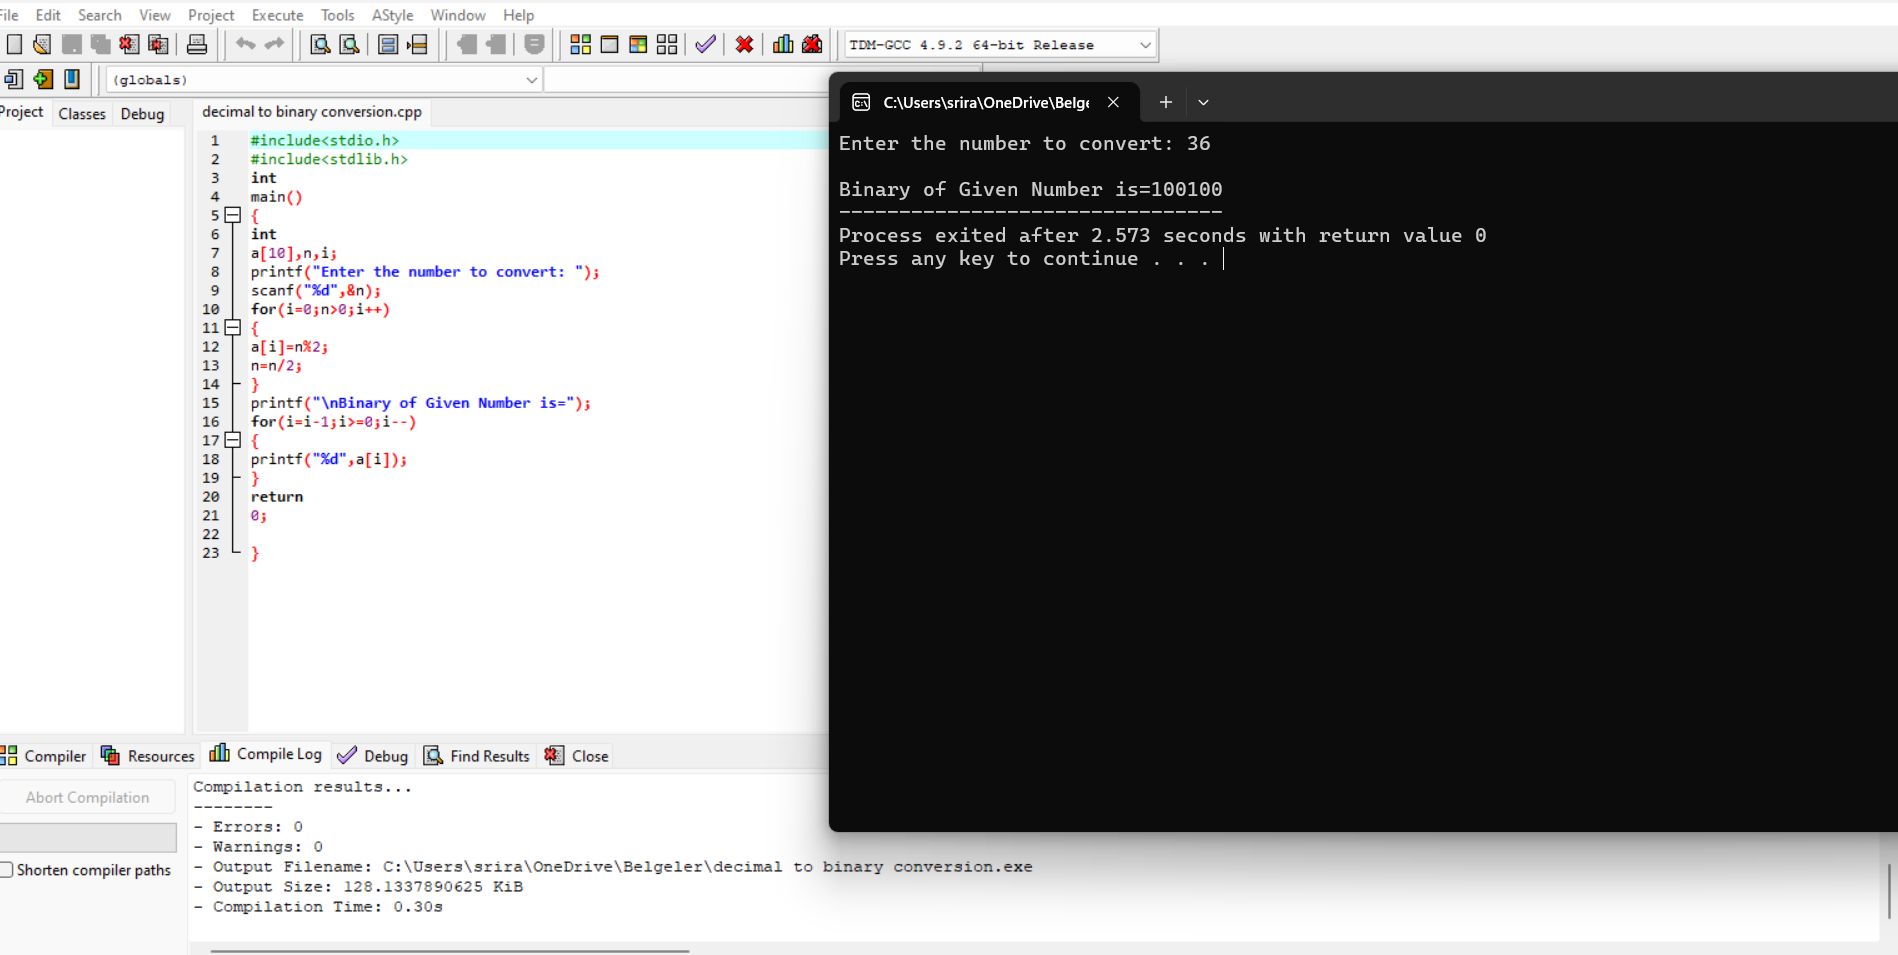 File Edit Search View Project Execute Tools AStyle Window Help
TDM-GCC 4.9.2 64-bit Release
(globals)
Project Classes Debug
decimal to binary conversion.cpp
1 #include<stdio.h>
2 #include<stdlib.h>
3 int
4 main()
5 {
6 int
7 a[10],n,i;
8 printf("Enter the number to convert: ");
9 scanf("%d",&n);
10 for(i=0;n>0;i++)
11 {
12 a[i]=n%2;
13 n=n/2;
14 }
15 printf("\nBinary of Given Number is=");
16 for(i=i-1;i>=0;i--)
17 {
18 printf("%d",a[i]);
19 }
20 return
21 0;
22
23 }
C:\Users\srira\OneDrive\Belge
Enter the number to convert: 36
Binary of Given Number is=100100
--------------------------------
Process exited after 2.573 seconds with return value 0
Press any key to continue . . .
Compiler Resources Compile Log Debug Find Results Close
Abort Compilation
Shorten compiler paths
Compilation results...
--------
- Errors: 0
- Warnings: 0
- Output Filename: C:\Users\srira\OneDrive\Belgeler\decimal to binary conversion.exe
- Output Size: 128.1337890625 KiB
- Compilation Time: 0.30s